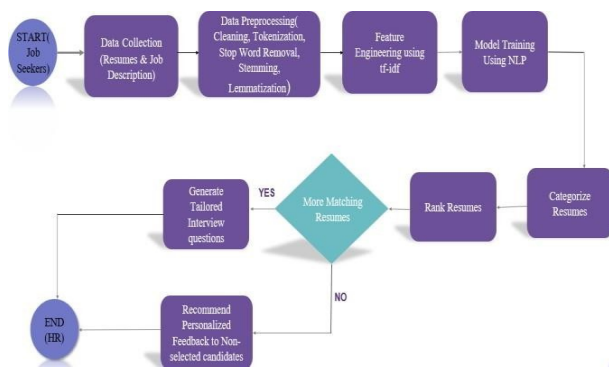 START(
Job
Seekers)
Data Collection
(Resumes & Job
Description)
Data Preprocessing(
Cleaning, Tokenization,
Stop Word Removal,
Stemming,
Lemmatization)
Feature
Engineering using
tf-idf
Model Training
Using NLP
Categorize
Resumes
Rank Resumes
More Matching
Resumes
YES
Generate
Tailored
Interview
questions
NO
Recommend
Personalized
Feedback to Non-
selected candidates
END
(HR)